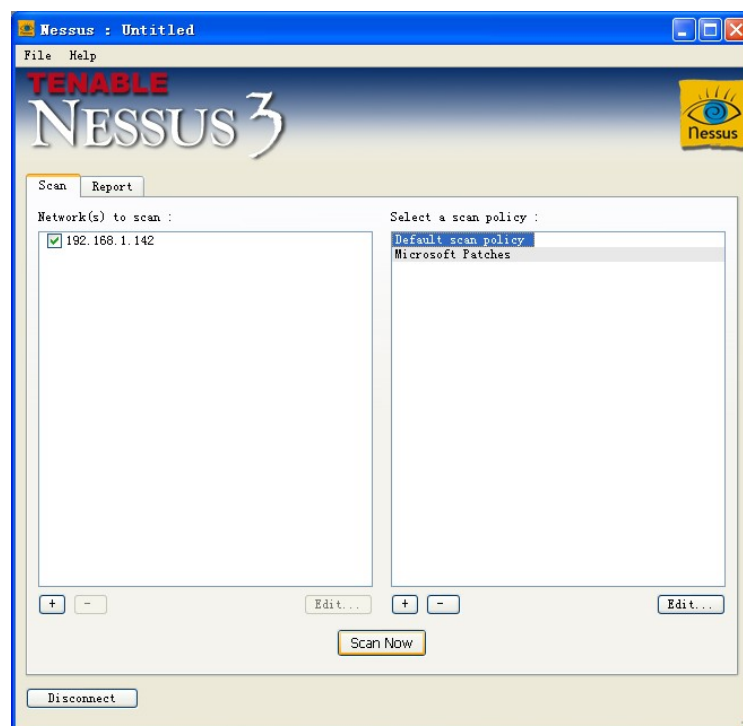 Nessus : Untitled
File Help
TENABLE
NESSUS 3
Nessus
Scan Report
Network(s) to scan :
Select a scan policy :
192.168.1.142
Default scan policy
Microsoft Patches
+ - Edit...
+ - Edit...
Scan Now
Disconnect